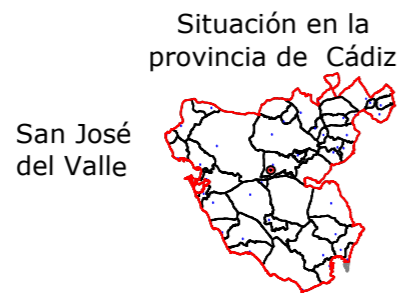 Situación en la
provincia de Cádiz
San José
del Valle